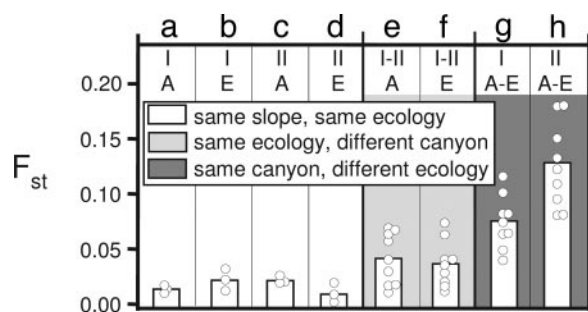 a b c d e f g h
I I II II I-II I-II I II
A E A E A E A-E A-E
0.20
same slope, same ecology
0.15
same ecology, different canyon
same canyon, different ecology
F_st
0.10
0.05
0.00